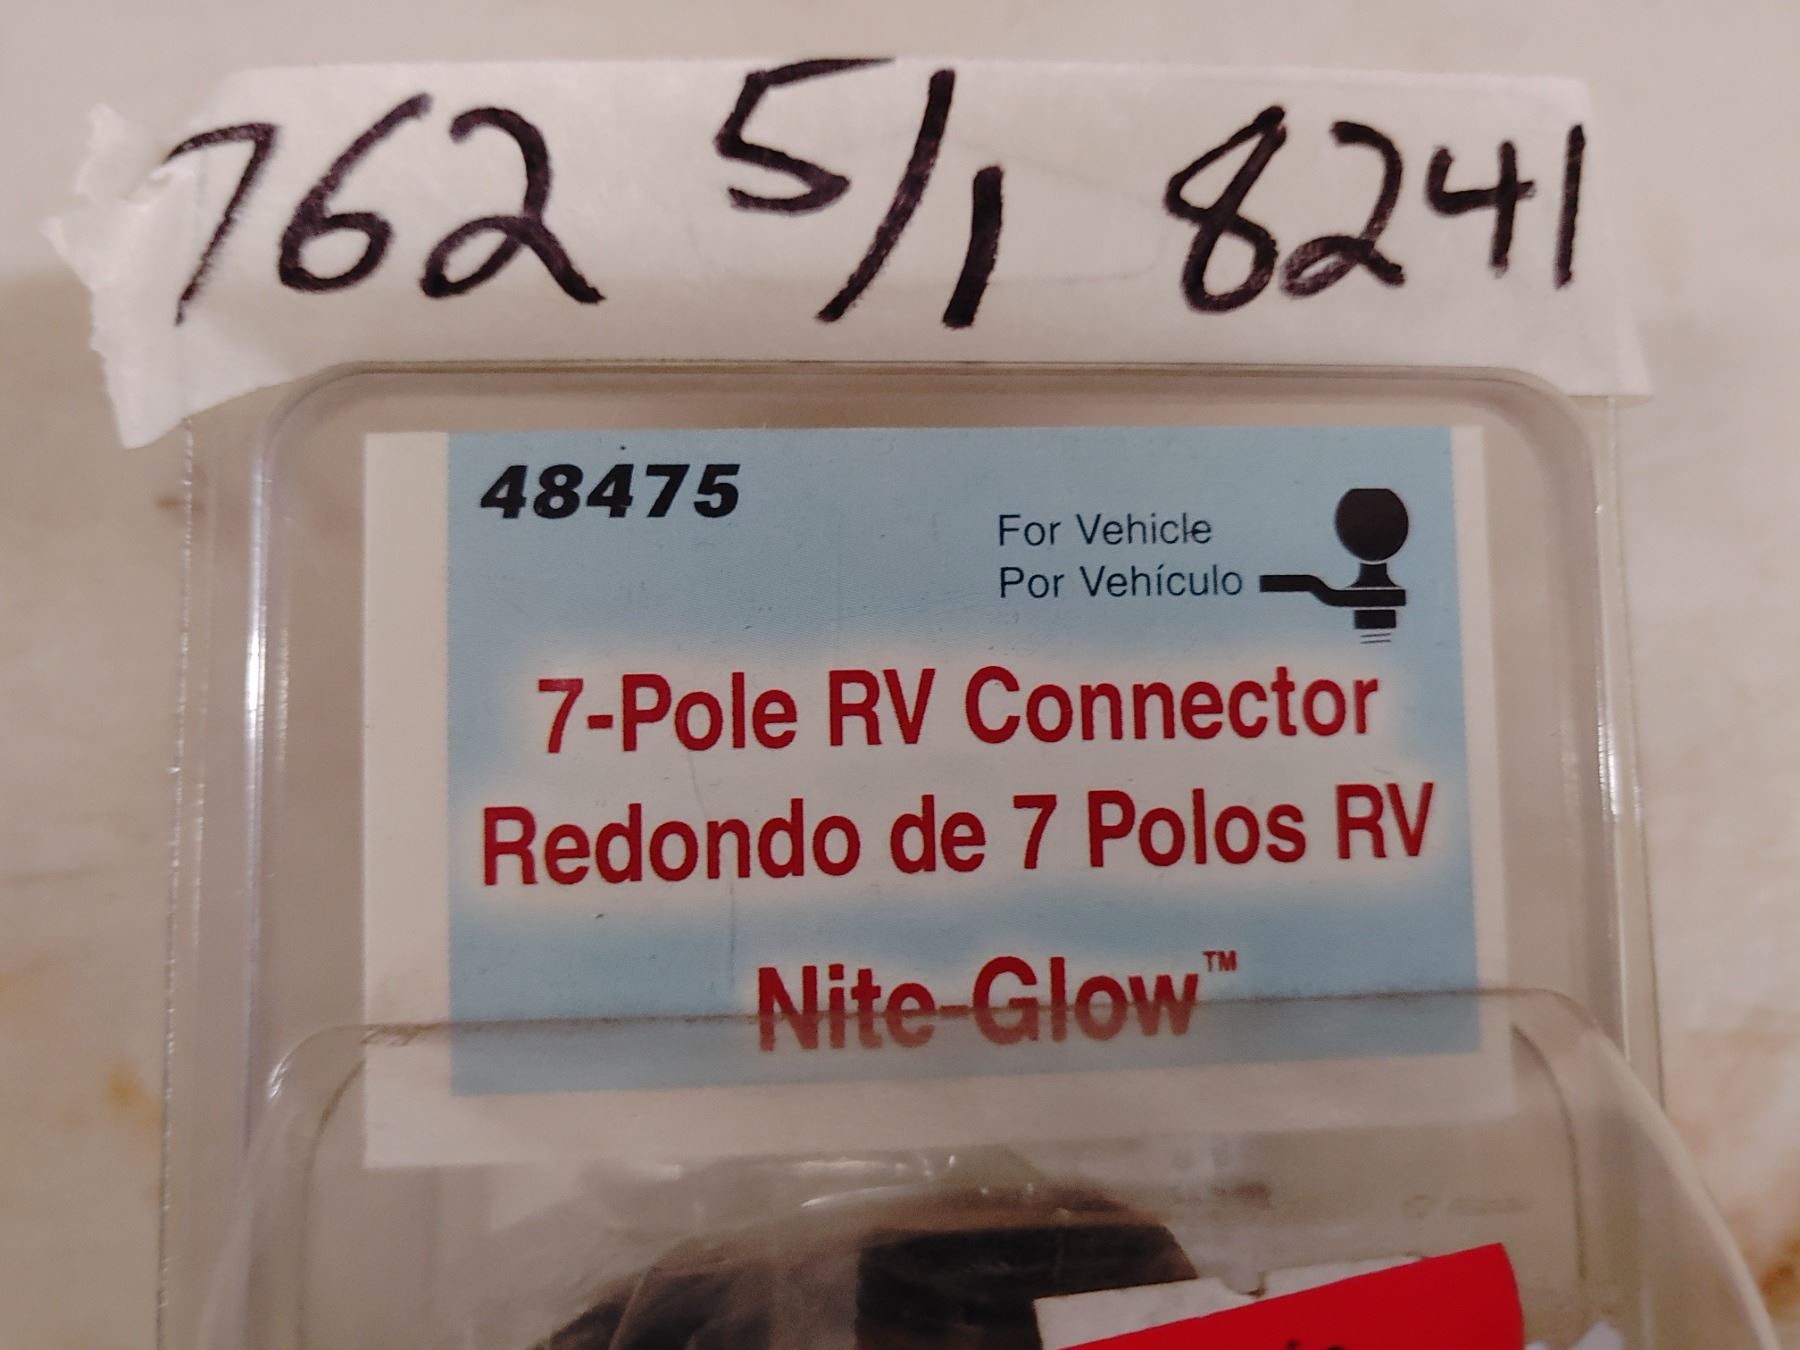 762 5/1 8241
48475
For Vehicle
Por Vehículo
7-Pole RV Connector
Redondo de 7 Polos RV
Nite-Glow™